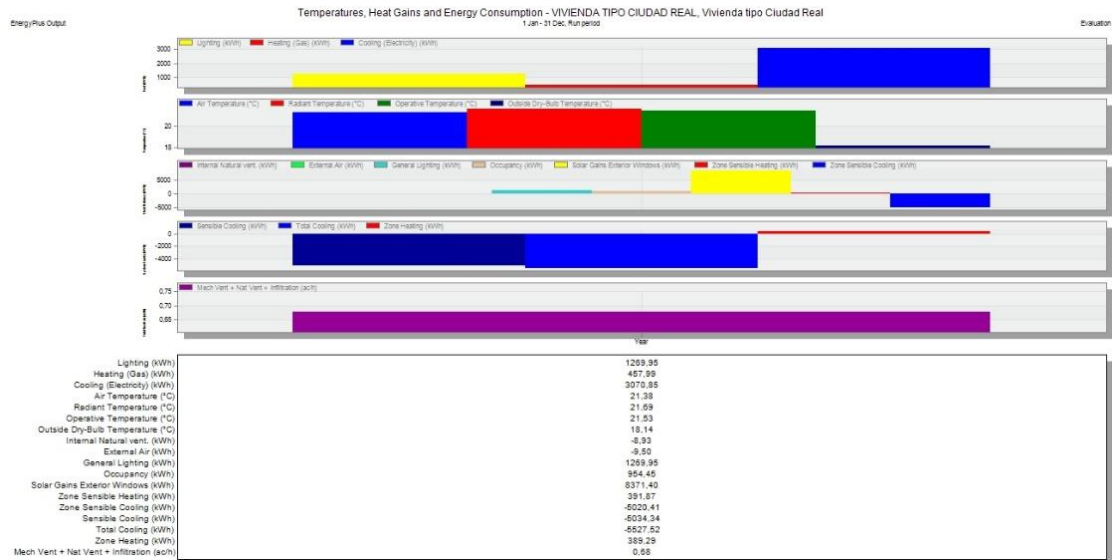 Temperatures, Heat Gains and Energy Consumption - VIVIENDA TIPO CIUDAD REAL, Vivienda tipo Ciudad Real
EnergyPlus Output 1 Jan - 31 Dec, Run period Evaluation
Lighting (kWh) Heating (Gas) (kWh) Cooling (Electricity) (kWh)
3000
2000
1000
Air Temperature (°C) Radiant Temperature (°C) Operative Temperature (°C) Outside Dry-Bulb Temperature (°C)
20
18
Internal Natural vent. (kWh) External Air (kWh) General Lighting (kWh) Occupancy (kWh) Solar Gains Exterior Windows (kWh) Zone Sensible Heating (kWh) Zone Sensible Cooling (kWh)
5000
0
-5000
Sensible Cooling (kWh) Total Cooling (kWh) Zone Heating (kWh)
0
-2000
-4000
Mech Vent + Nat Vent + Infiltration (ac/h)
0,75
0,70
0,65
Year
Lighting (kWh) 1269,95
Heating (Gas) (kWh) 457,99
Cooling (Electricity) (kWh) 3070,85
Air Temperature (°C) 21,38
Radiant Temperature (°C) 21,69
Operative Temperature (°C) 21,53
Outside Dry-Bulb Temperature (°C) 18,14
Internal Natural vent. (kWh) -8,93
External Air (kWh) -9,50
General Lighting (kWh) 1269,95
Occupancy (kWh) 954,45
Solar Gains Exterior Windows (kWh) 8371,40
Zone Sensible Heating (kWh) 391,87
Zone Sensible Cooling (kWh) -5020,41
Sensible Cooling (kWh) -5034,34
Total Cooling (kWh) -5527,52
Zone Heating (kWh) 389,29
Mech Vent + Nat Vent + Infiltration (ac/h) 0,68